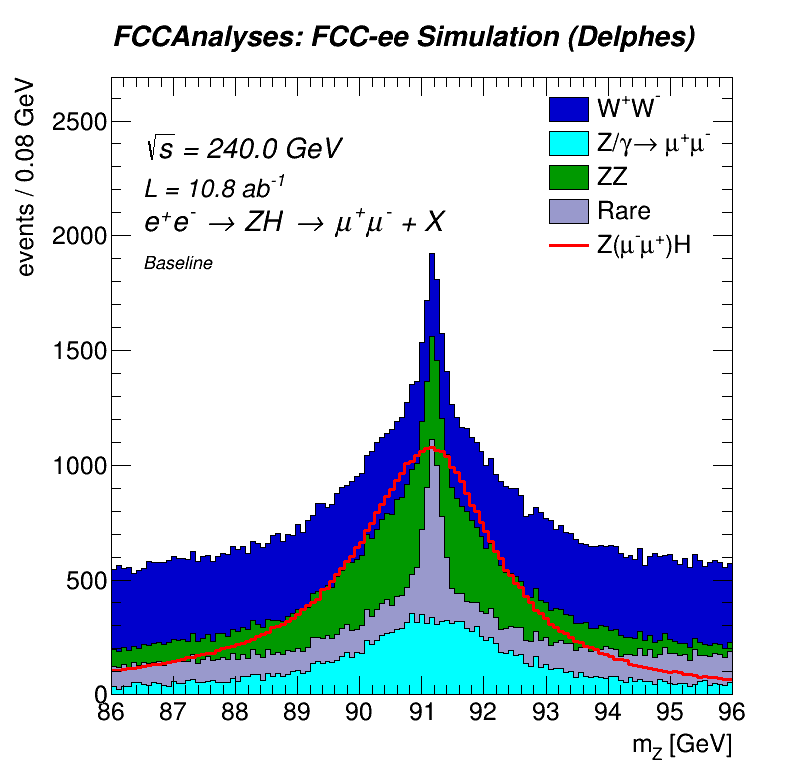 FCCAnalyses: FCC-ee Simulation (Delphes)
events / 0.08 GeV
2500
2000
1500
1000
500
0
√s = 240.0 GeV
L = 10.8 ab⁻¹
e⁺e⁻ → ZH → μ⁺μ⁻ + X
Baseline
W⁺W⁻
Z/γ→ μ⁺μ⁻
ZZ
Rare
Z(μ⁻μ⁺)H
86 87 88 89 90 91 92 93 94 95 96
m_Z [GeV]